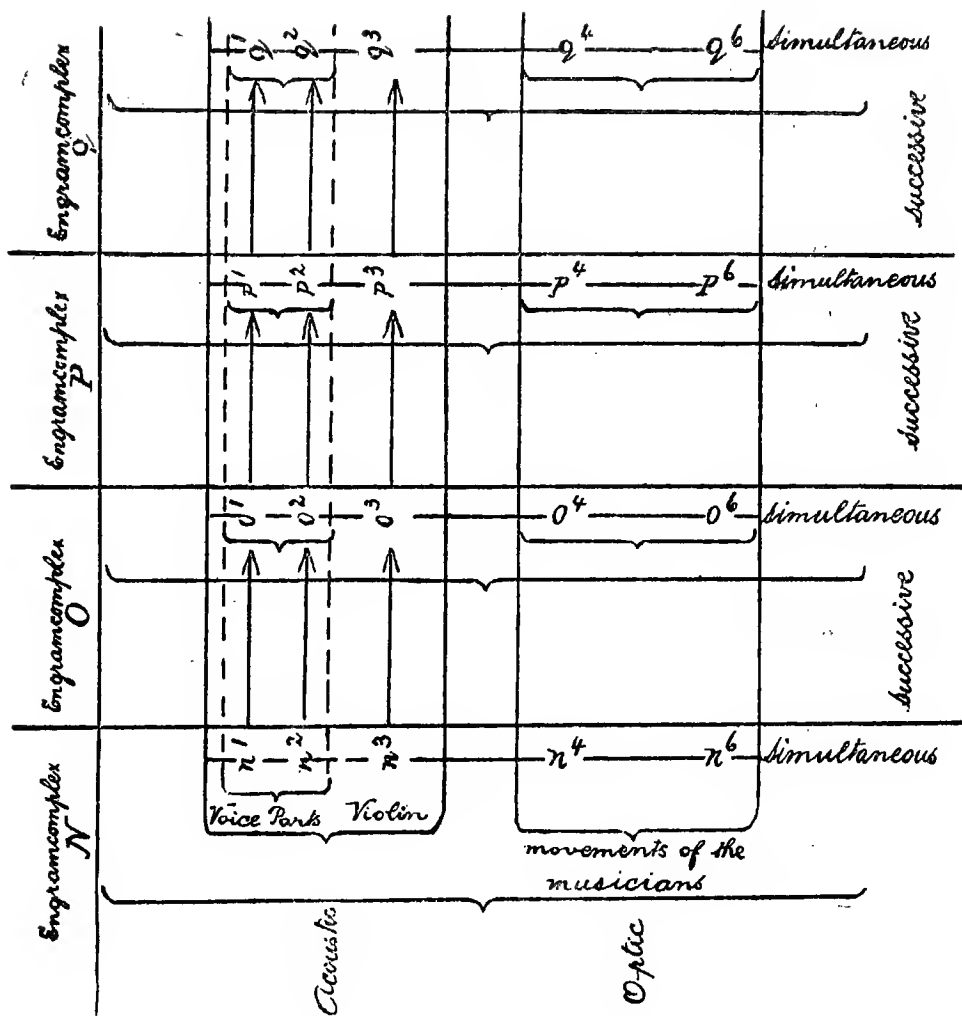 Engramcomplex
Q
q¹ q² q³ q⁴ q⁶ simultaneous
successive
Engramcomplex
P
p¹ p² p³ p⁴ p⁶ simultaneous
successive
Engramcomplex
O
o¹ o² o³ o⁴ o⁶ simultaneous
successive
Engramcomplex
N
n¹ n² n³ n⁴ n⁶ simultaneous
Voice Parts Violin
movements of the
musicians
Acoustic
Optic